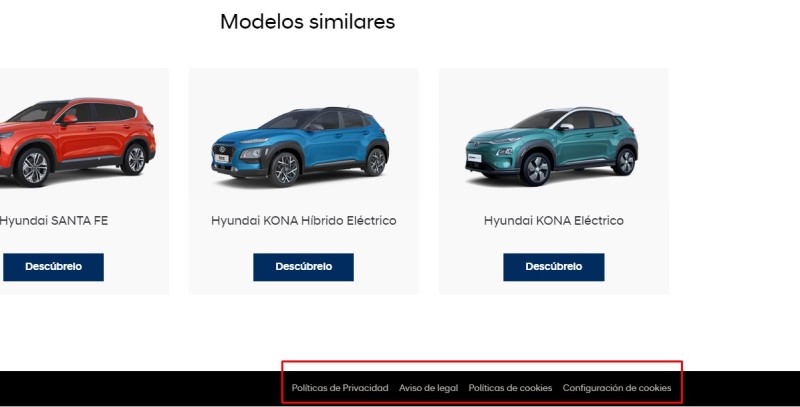 Modelos similares
Hyundai SANTA FE
Hyundai KONA Híbrido Eléctrico
Hyundai KONA Eléctrico
Descúbrelo
Descúbrelo
Descúbrelo
Políticas de Privacidad Aviso de legal Políticas de cookies Configuración de cookies